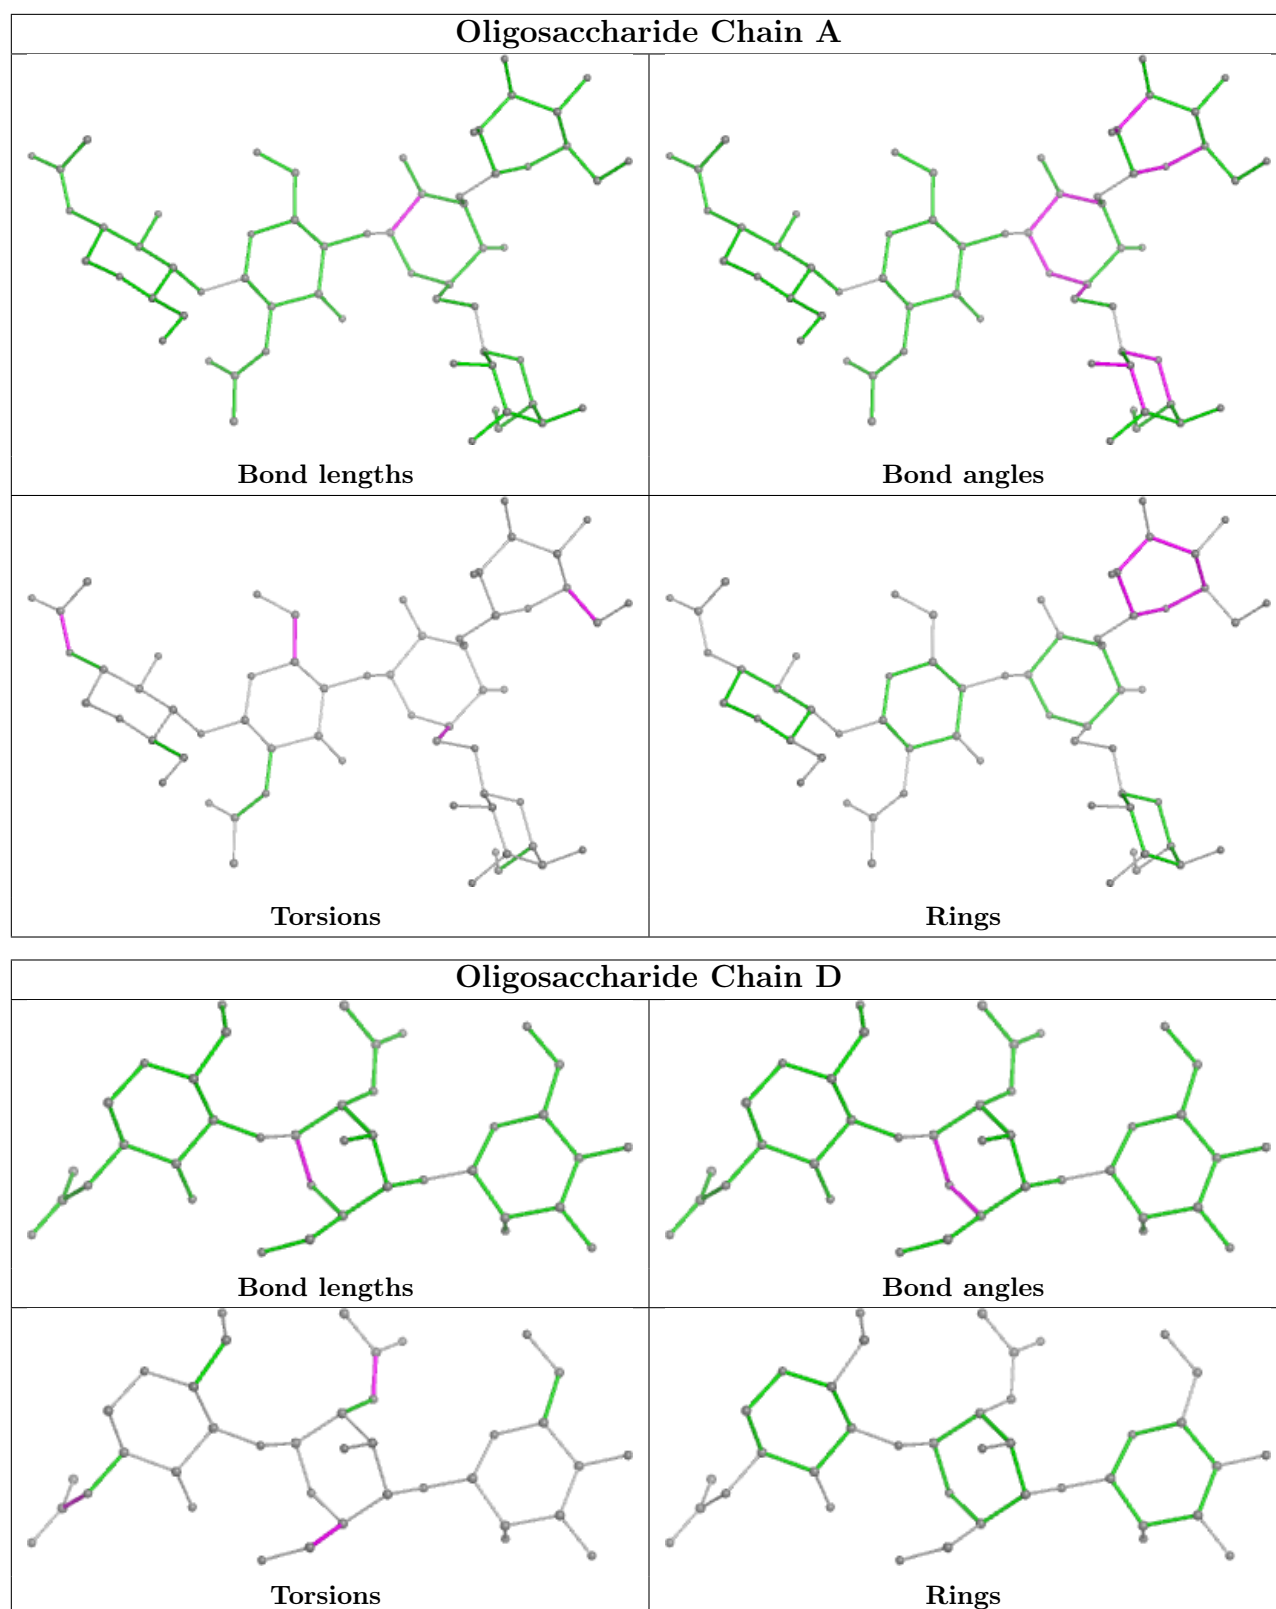 Oligosaccharide Chain A
Bond lengths
Bond angles
Torsions
Rings
Oligosaccharide Chain D
Bond lengths
Bond angles
Torsions
Rings